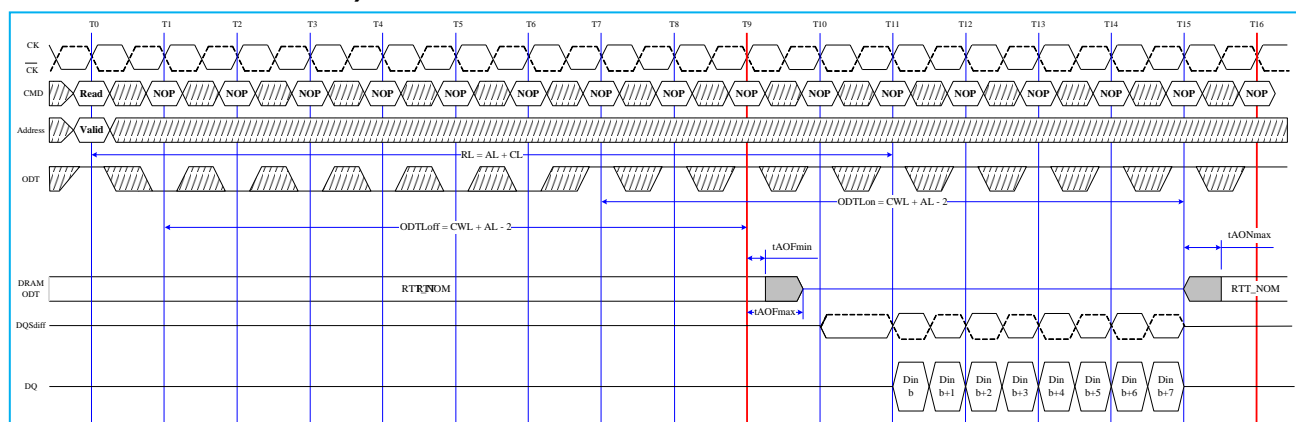 T0 T1 T2 T3 T4 T5 T6 T7 T8 T9 T10 T11 T12 T13 T14 T15 T16
CK
CK
CMD Read NOP NOP NOP NOP NOP NOP NOP NOP NOP NOP NOP NOP NOP NOP NOP NOP
Address Valid
RL = AL + CL
ODT
ODTLon = CWL + AL - 2
ODTLoff = CWL + AL - 2
tAOFmin
tAONmax
DRAM
ODT
RTT_NOM
RTT_NOM
tAOFmax
DQSdiff
DQ
Din b
Din b+1
Din b+2
Din b+3
Din b+4
Din b+5
Din b+6
Din b+7